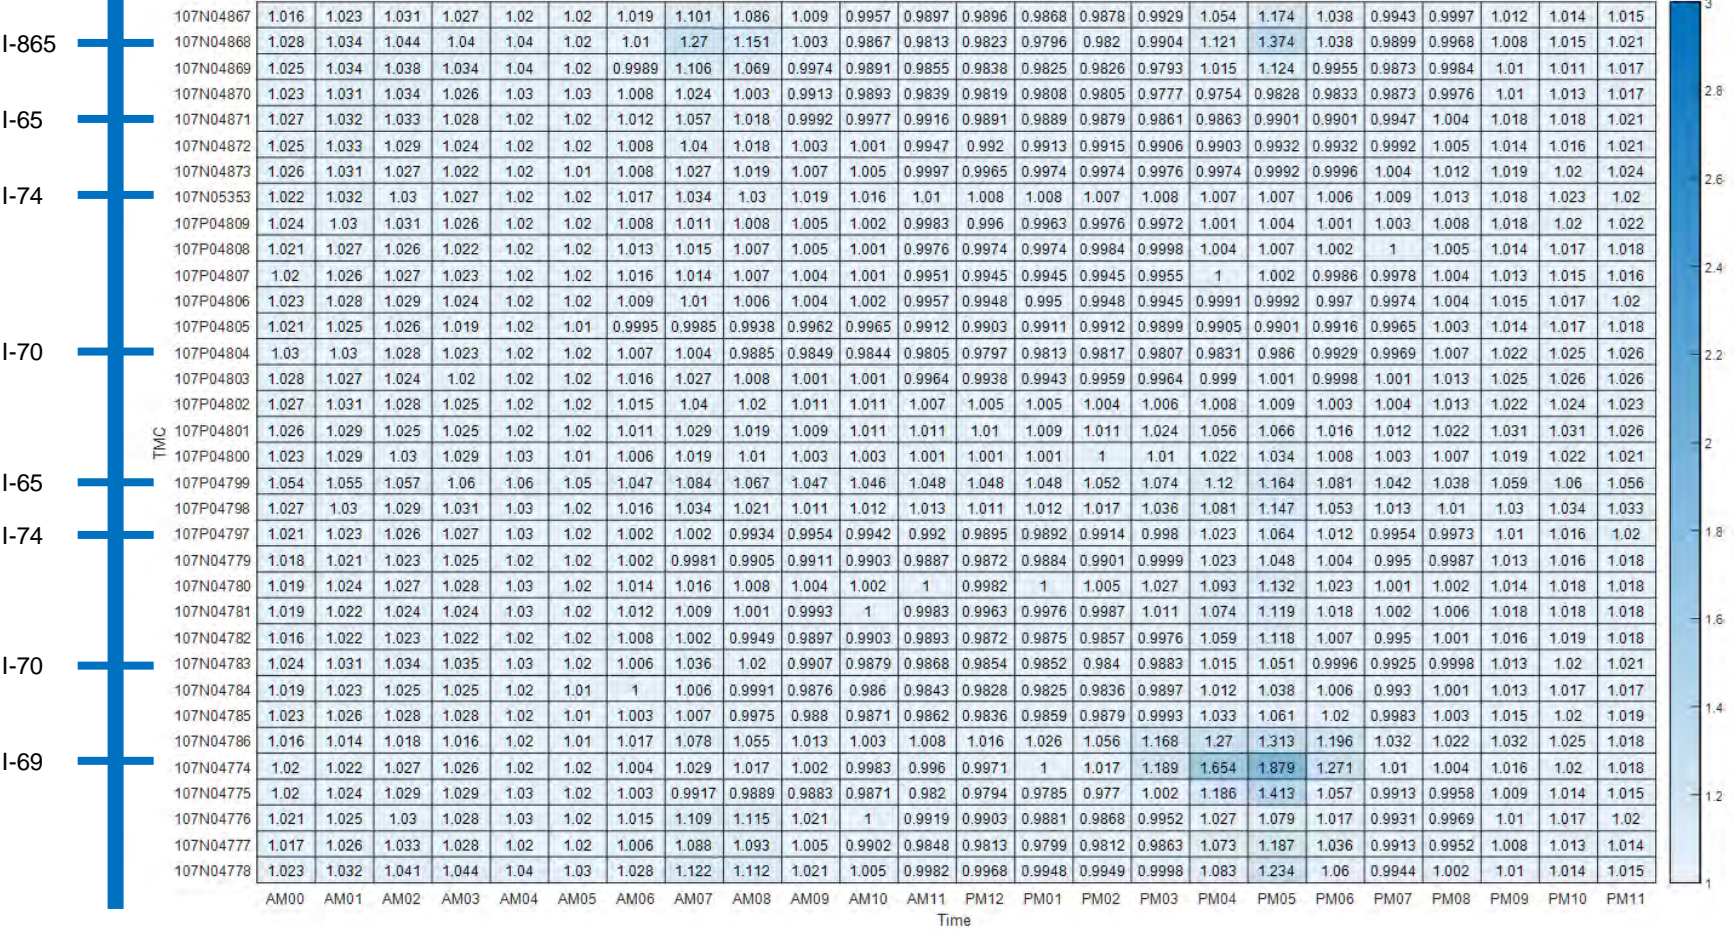 107N04867 1.016 1.023 1.031 1.027 1.02 1.02 1.019 1.101 1.086 1.009 0.9957 0.9897 0.9896 0.9868 0.9878 0.9929 1.054 1.174 1.038 0.9943 0.9997 1.012 1.014 1.015 3
I-865 107N04868 1.028 1.034 1.044 1.04 1.04 1.02 1.01 1.27 1.151 1.003 0.9867 0.9813 0.9823 0.9796 0.982 0.9904 1.121 1.374 1.038 0.9899 0.9968 1.008 1.015 1.021
107N04869 1.025 1.034 1.038 1.034 1.04 1.02 0.9989 1.106 1.069 0.9974 0.9891 0.9855 0.9838 0.9825 0.9826 0.9793 1.015 1.124 0.9955 0.9873 0.9984 1.01 1.011 1.017
107N04870 1.023 1.031 1.034 1.026 1.03 1.03 1.008 1.024 1.003 0.9913 0.9893 0.9839 0.9819 0.9808 0.9805 0.9777 0.9754 0.9828 0.9833 0.9873 0.9976 1.01 1.013 1.017 2.8
I-65 107N04871 1.027 1.032 1.033 1.028 1.02 1.02 1.012 1.057 1.018 0.9992 0.9977 0.9916 0.9891 0.9889 0.9879 0.9861 0.9863 0.9901 0.9901 0.9947 1.004 1.018 1.018 1.021
107N04872 1.025 1.033 1.029 1.024 1.02 1.02 1.008 1.04 1.018 1.003 1.001 0.9947 0.992 0.9913 0.9915 0.9906 0.9903 0.9932 0.9932 0.9992 1.005 1.014 1.016 1.021
107N04873 1.026 1.031 1.027 1.022 1.02 1.01 1.008 1.027 1.019 1.007 1.005 0.9997 0.9965 0.9974 0.9974 0.9976 0.9974 0.9992 0.9996 1.004 1.012 1.019 1.02 1.024 2.6
I-74 107N05353 1.022 1.032 1.03 1.027 1.02 1.02 1.017 1.034 1.03 1.019 1.016 1.01 1.008 1.008 1.007 1.008 1.007 1.007 1.006 1.009 1.013 1.018 1.023 1.02
107P04809 1.024 1.03 1.031 1.026 1.02 1.02 1.008 1.011 1.008 1.005 1.002 0.9983 0.996 0.9963 0.9976 0.9972 1.001 1.004 1.001 1.003 1.008 1.018 1.02 1.022
107P04808 1.021 1.027 1.026 1.022 1.02 1.02 1.013 1.015 1.007 1.005 1.001 0.9976 0.9974 0.9974 0.9984 0.9998 1.004 1.007 1.002 1 1.005 1.014 1.017 1.018
107P04807 1.02 1.026 1.027 1.023 1.02 1.02 1.016 1.014 1.007 1.004 1.001 0.9951 0.9945 0.9945 0.9945 0.9955 1 1.002 0.9986 0.9978 1.004 1.013 1.015 1.016 2.4
107P04806 1.023 1.028 1.029 1.024 1.02 1.02 1.009 1.01 1.006 1.004 1.002 0.9957 0.9948 0.995 0.9948 0.9945 0.9991 0.9992 0.997 0.9974 1.004 1.015 1.017 1.02
107P04805 1.021 1.025 1.026 1.019 1.02 1.01 0.9995 0.9985 0.9938 0.9962 0.9965 0.9912 0.9903 0.9911 0.9912 0.9899 0.9905 0.9901 0.9916 0.9965 1.003 1.014 1.017 1.018
I-70 107P04804 1.03 1.03 1.028 1.023 1.02 1.02 1.007 1.004 0.9885 0.9849 0.9844 0.9805 0.9797 0.9813 0.9817 0.9807 0.9831 0.986 0.9929 0.9969 1.007 1.022 1.025 1.026 2.2
107P04803 1.028 1.027 1.024 1.02 1.02 1.02 1.016 1.027 1.008 1.001 1.001 0.9964 0.9938 0.9943 0.9959 0.9964 0.999 1.001 0.9998 1.001 1.013 1.025 1.026 1.026
107P04802 1.027 1.031 1.028 1.025 1.02 1.02 1.015 1.04 1.02 1.011 1.011 1.007 1.005 1.005 1.004 1.006 1.008 1.009 1.003 1.004 1.013 1.022 1.024 1.023
107P04801 1.026 1.029 1.025 1.025 1.02 1.02 1.011 1.029 1.019 1.009 1.011 1.011 1.01 1.009 1.011 1.024 1.056 1.066 1.016 1.012 1.022 1.031 1.031 1.026
TMC 107P04800 1.023 1.029 1.03 1.029 1.03 1.01 1.006 1.019 1.01 1.003 1.003 1.001 1.001 1.001 1 1.01 1.022 1.034 1.008 1.003 1.007 1.019 1.022 1.021 2
I-65 107P04799 1.054 1.055 1.057 1.06 1.06 1.05 1.047 1.084 1.067 1.047 1.046 1.048 1.048 1.048 1.052 1.074 1.12 1.164 1.081 1.042 1.038 1.059 1.06 1.056
107P04798 1.027 1.03 1.029 1.031 1.03 1.02 1.016 1.034 1.021 1.011 1.012 1.013 1.011 1.012 1.017 1.036 1.081 1.147 1.053 1.013 1.01 1.03 1.034 1.033
I-74 107P04797 1.021 1.023 1.026 1.027 1.03 1.02 1.002 1.002 0.9934 0.9954 0.9942 0.992 0.9895 0.9892 0.9914 0.998 1.023 1.064 1.012 0.9954 0.9973 1.01 1.016 1.02 1.8
107N04779 1.018 1.021 1.023 1.025 1.02 1.02 1.002 0.9981 0.9905 0.9911 0.9903 0.9887 0.9872 0.9884 0.9901 0.9999 1.023 1.048 1.004 0.995 0.9987 1.013 1.016 1.018
107N04780 1.019 1.024 1.027 1.028 1.03 1.02 1.014 1.016 1.008 1.004 1.002 1 0.9982 1 1.005 1.027 1.093 1.132 1.023 1.001 1.002 1.014 1.018 1.018
107N04781 1.019 1.022 1.024 1.024 1.03 1.02 1.012 1.009 1.001 0.9993 1 0.9983 0.9963 0.9976 0.9987 1.011 1.074 1.119 1.018 1.002 1.006 1.018 1.018 1.018 1.6
107N04782 1.016 1.022 1.023 1.022 1.02 1.02 1.008 1.002 0.9949 0.9897 0.9903 0.9893 0.9872 0.9875 0.9857 0.9976 1.059 1.118 1.007 0.995 1.001 1.016 1.019 1.018
I-70 107N04783 1.024 1.031 1.034 1.035 1.03 1.02 1.006 1.036 1.02 0.9907 0.9879 0.9868 0.9854 0.9852 0.984 0.9883 1.015 1.051 0.9996 0.9925 0.9998 1.013 1.02 1.021
107N04784 1.019 1.023 1.025 1.025 1.02 1.01 1 1.006 0.9991 0.9876 0.986 0.9843 0.9828 0.9825 0.9836 0.9897 1.012 1.038 1.006 0.993 1.001 1.013 1.017 1.017
107N04785 1.023 1.026 1.028 1.028 1.02 1.01 1.003 1.007 0.9975 0.988 0.9871 0.9862 0.9836 0.9859 0.9879 0.9993 1.033 1.061 1.02 0.9983 1.003 1.015 1.02 1.019 1.4
107N04786 1.016 1.014 1.018 1.016 1.02 1.01 1.017 1.078 1.055 1.013 1.003 1.008 1.016 1.026 1.056 1.168 1.27 1.313 1.196 1.032 1.022 1.032 1.025 1.018
I-69 107N04774 1.02 1.022 1.027 1.026 1.02 1.02 1.004 1.029 1.017 1.002 0.9983 0.996 0.9971 1 1.017 1.189 1.654 1.879 1.271 1.01 1.004 1.016 1.02 1.018
107N04775 1.02 1.024 1.029 1.029 1.03 1.02 1.003 0.9917 0.9889 0.9883 0.9871 0.982 0.9794 0.9785 0.977 1.002 1.186 1.413 1.057 0.9913 0.9958 1.009 1.014 1.015 1.2
107N04776 1.021 1.025 1.03 1.028 1.03 1.02 1.015 1.109 1.115 1.021 1 0.9919 0.9903 0.9881 0.9868 0.9952 1.027 1.079 1.017 0.9931 0.9969 1.01 1.017 1.02
107N04777 1.017 1.026 1.033 1.028 1.02 1.02 1.006 1.088 1.093 1.005 0.9902 0.9848 0.9813 0.9799 0.9812 0.9863 1.073 1.187 1.036 0.9913 0.9952 1.008 1.013 1.014
107N04778 1.023 1.032 1.041 1.044 1.04 1.03 1.028 1.122 1.112 1.021 1.005 0.9982 0.9968 0.9948 0.9949 0.9998 1.083 1.234 1.06 0.9944 1.002 1.01 1.014 1.015 1
AM00 AM01 AM02 AM03 AM04 AM05 AM06 AM07 AM08 AM09 AM10 AM11 PM12 PM01 PM02 PM03 PM04 PM05 PM06 PM07 PM08 PM09 PM10 PM11
Time